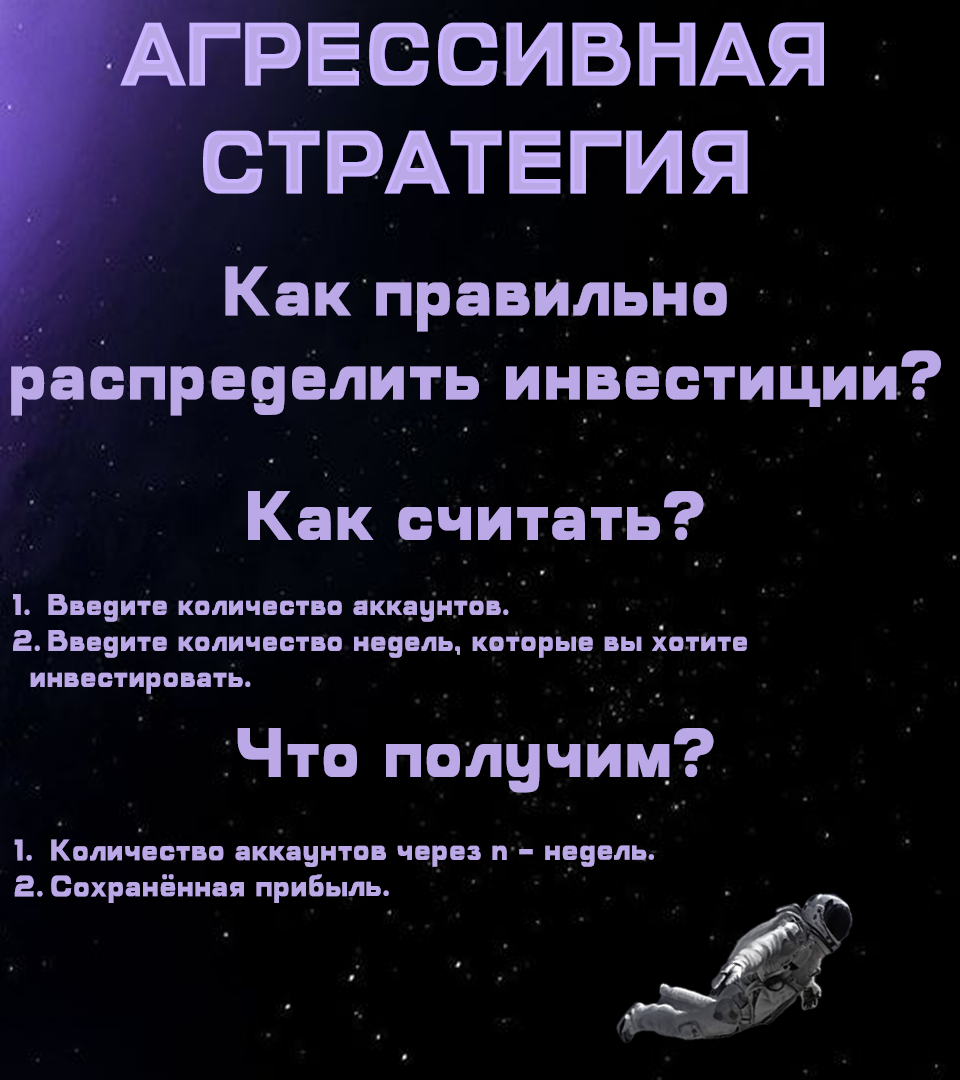 АГРЕССИВНАЯ
СТРАТЕГИЯ
Как правильно
распределить инвестиции?
Как считать?
1. Введите количество аккаунтов.
2. Введите количество недель, которые вы хотите
инвестировать.
Что получим?
1. Количество аккаунтов через n - недель.
2. Сохранённая прибыль.